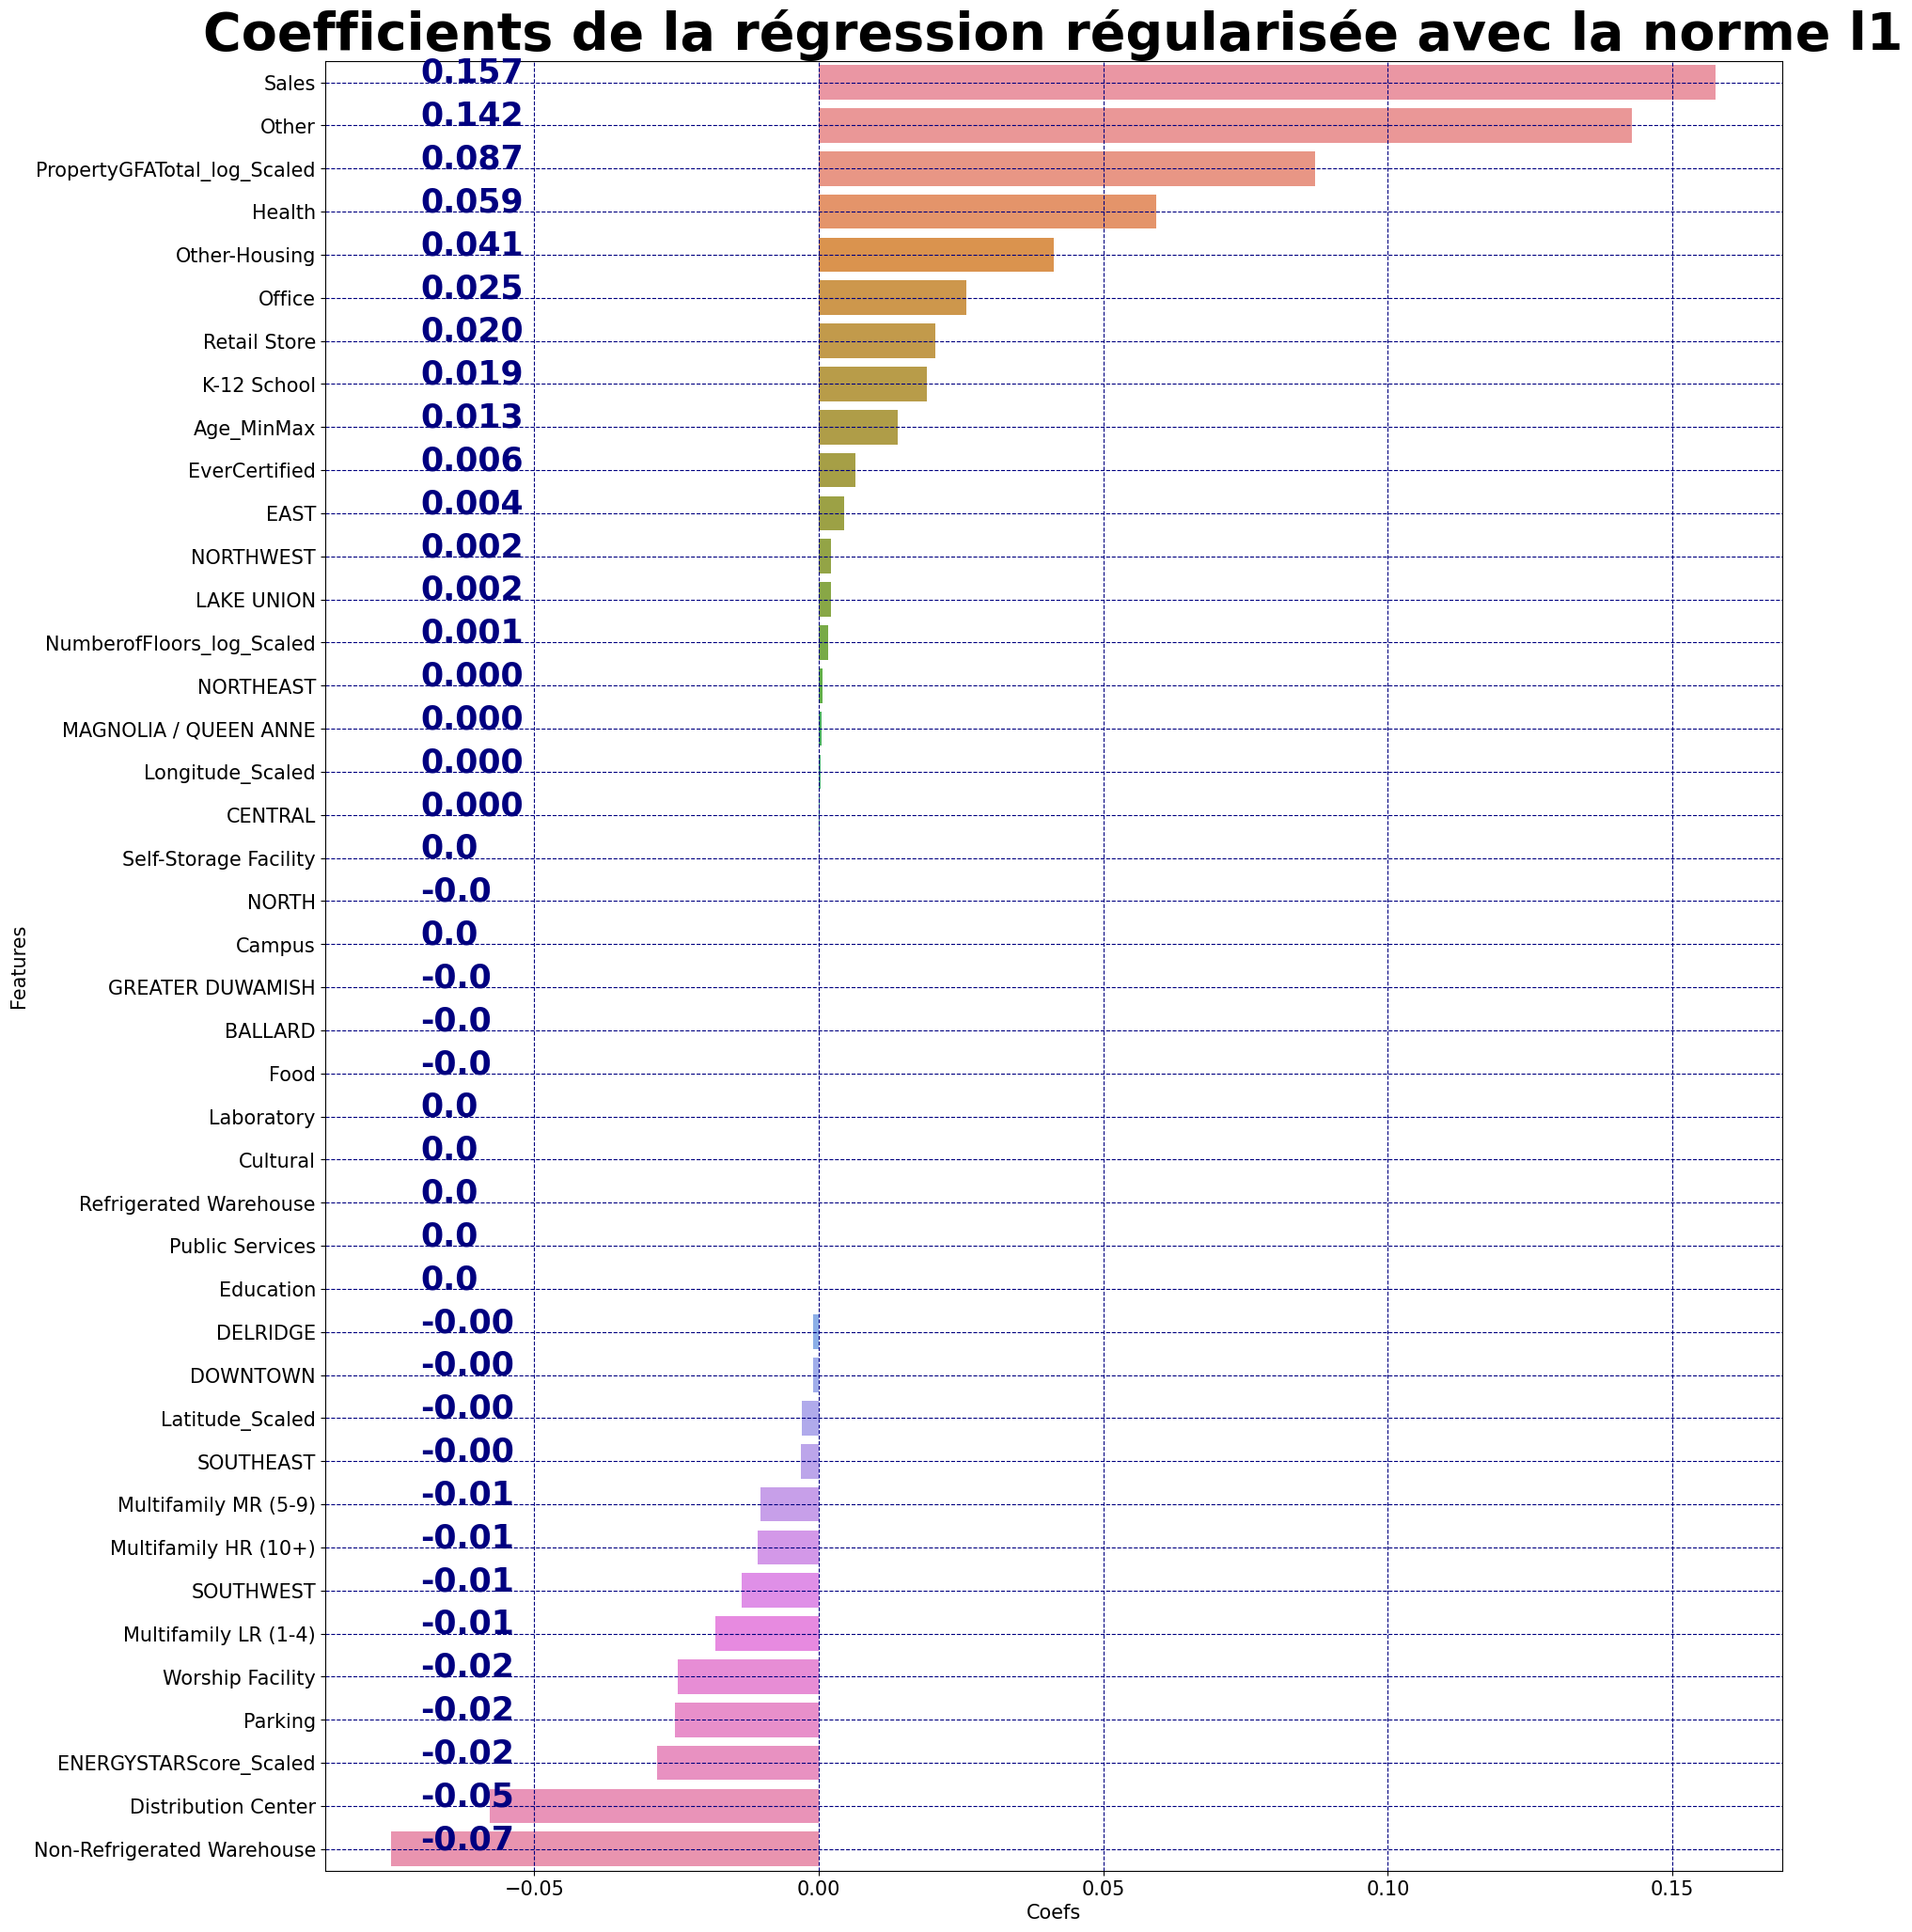 Coefficients de la régression régularisée avec la norme l1
Sales 0.157
Other 0.142
PropertyGFATotal_log_Scaled 0.087
Health 0.059
Other-Housing 0.041
Office 0.025
Retail Store 0.020
K-12 School 0.019
Age_MinMax 0.013
EverCertified 0.006
EAST 0.004
NORTHWEST 0.002
LAKE UNION 0.002
NumberofFloors_log_Scaled 0.001
NORTHEAST 0.000
MAGNOLIA / QUEEN ANNE 0.000
Longitude_Scaled 0.000
CENTRAL 0.000
Self-Storage Facility 0.0
NORTH -0.0
Campus 0.0
GREATER DUWAMISH -0.0
BALLARD -0.0
Food -0.0
Laboratory 0.0
Cultural 0.0
Refrigerated Warehouse 0.0
Public Services 0.0
Education 0.0
DELRIDGE -0.00
DOWNTOWN -0.00
Latitude_Scaled -0.00
SOUTHEAST -0.00
Multifamily MR (5-9) -0.01
Multifamily HR (10+) -0.01
SOUTHWEST -0.01
Multifamily LR (1-4) -0.01
Worship Facility -0.02
Parking -0.02
ENERGYSTARScore_Scaled -0.02
Distribution Center -0.05
Non-Refrigerated Warehouse -0.07
Features
−0.05 0.00 0.05 0.10 0.15
Coefs